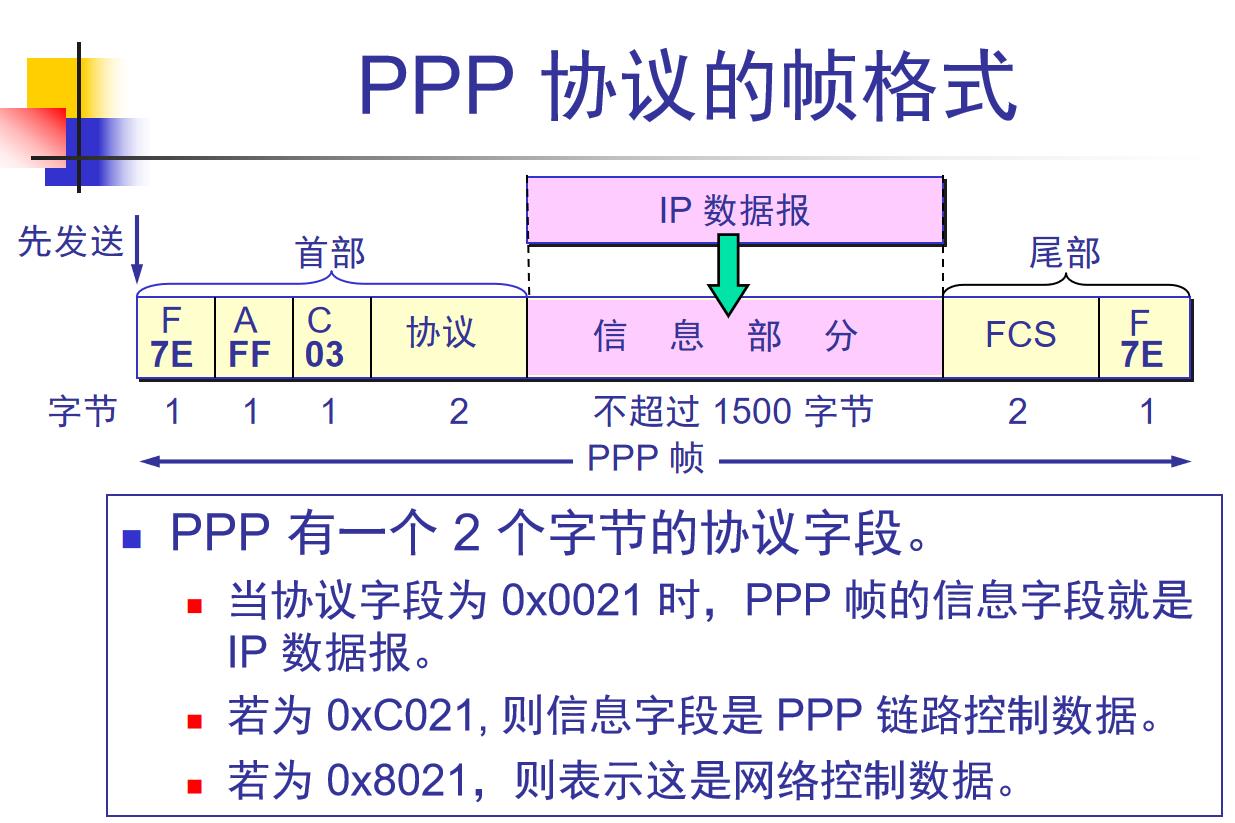 PPP 协议的帧格式
IP 数据报
先发送
首部
尾部
F A C 协议 信息部分 FCS F
7E FF 03 7E
字节 1 1 1 2 不超过 1500 字节 2 1
PPP 帧
PPP 有一个 2 个字节的协议字段。
当协议字段为 0x0021 时，PPP 帧的信息字段就是
IP 数据报。
若为 0xC021, 则信息字段是 PPP 链路控制数据。
若为 0x8021，则表示这是网络控制数据。